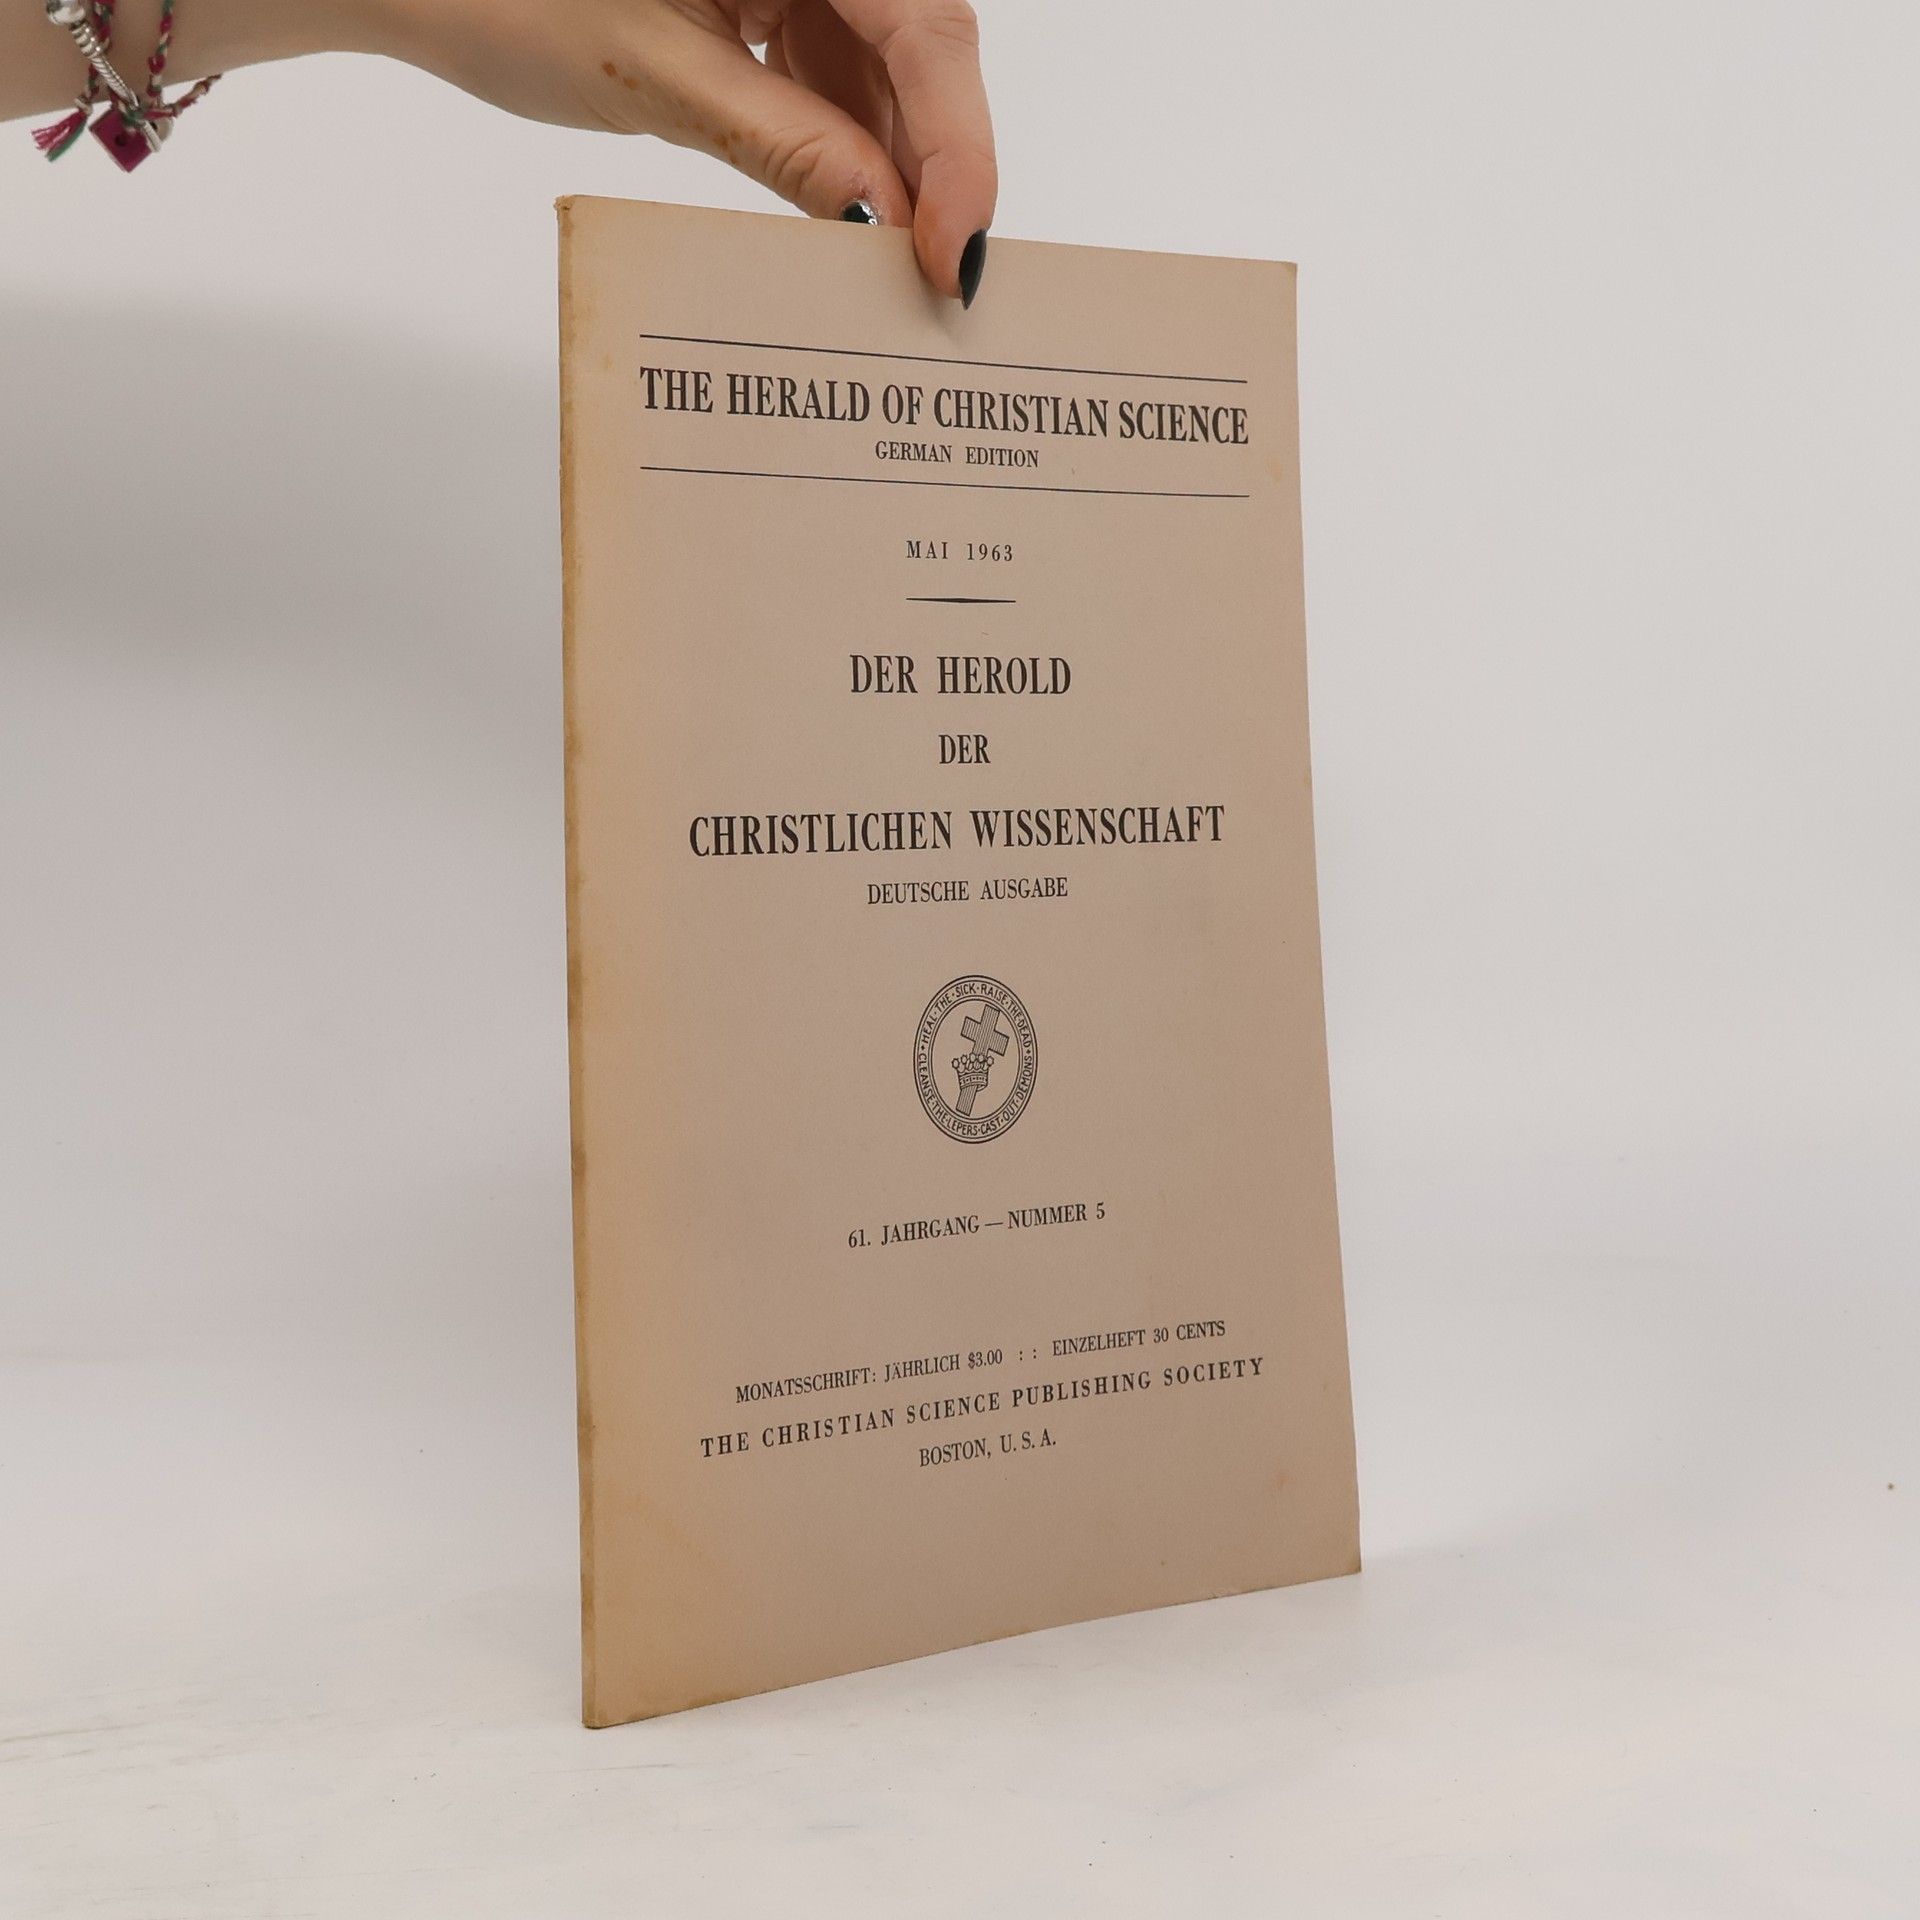 THE HERALD OF CHRISTIAN SCIENCE
GERMAN EDITION
MAI 1963
DER HEROLD
DER
CHRISTLICHEN WISSENSCHAFT
DEUTSCHE AUSGABE
HEAL·THE·SICK·RAISE·THE·DEAD
CLEANSE·THE·LEPERS·CAST·OUT·DEMONS
61. JAHRGANG — NUMMER 5
MONATSSCHRIFT: JÄHRLICH $3.00 : : EINZELHEFT 30 CENTS
THE CHRISTIAN SCIENCE PUBLISHING SOCIETY
BOSTON, U. S. A.